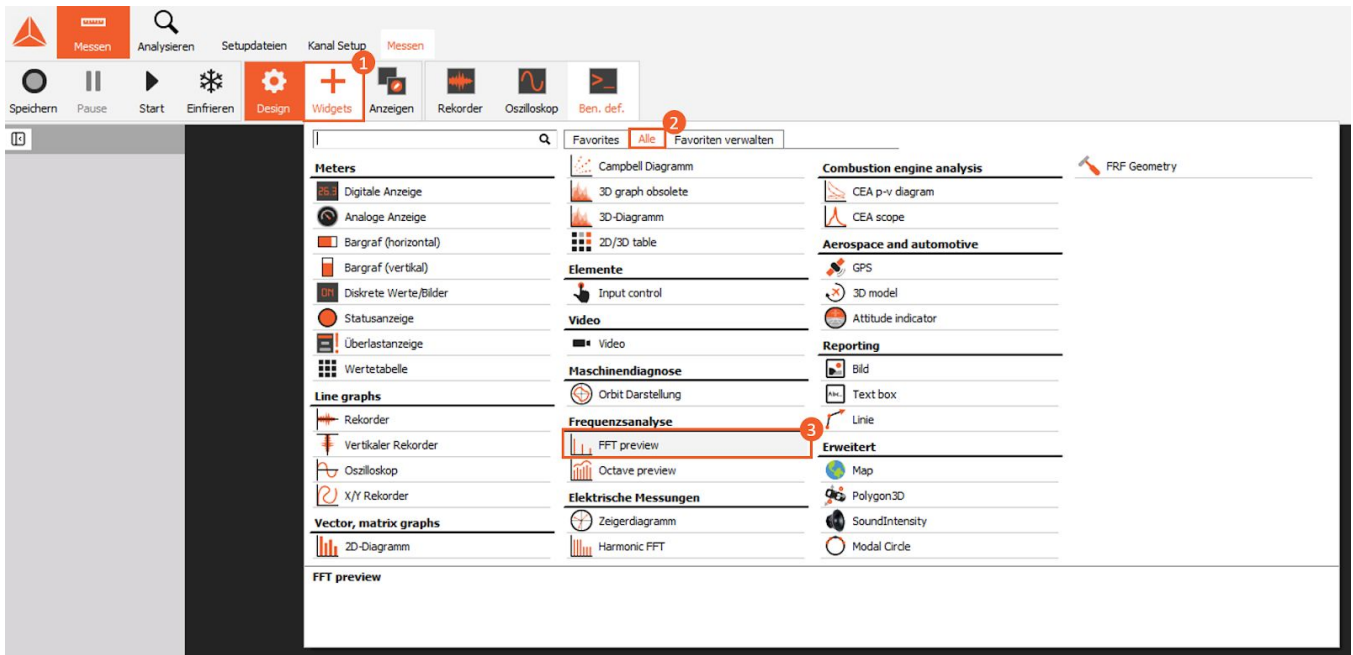 Messen
Analysieren
Setupdateien
Kanal Setup
Messen
1
Speichern
Pause
Start
Einfrieren
Design
Widgets
Anzeigen
Rekorder
Oszilloskop
Ben. def.
2
Favorites
Alle
Favoriten verwalten
Meters
26.3
Digitale Anzeige
Analoge Anzeige
Bargraf (horizontal)
Bargraf (vertikal)
ON
Diskrete Werte/Bilder
Statusanzeige
Überlastanzeige
Wertetabelle
Line graphs
Rekorder
Vertikaler Rekorder
Oszilloskop
X/Y Rekorder
Vector, matrix graphs
2D-Diagramm
Campbell Diagramm
3D graph obsolete
3D-Diagramm
2D/3D table
Elemente
Input control
Video
Video
Maschinendiagnose
Orbit Darstellung
Frequenzsanalyse
3
FFT preview
Octave preview
Elektrische Messungen
Zeigerdiagramm
Harmonic FFT
Combustion engine analysis
CEA p-v diagram
CEA scope
Aerospace and automotive
GPS
3D model
Attitude indicator
Reporting
Bild
Abc..
Text box
Linie
Erweitert
Map
Polygon3D
SoundIntensity
Modal Circle
FRF Geometry
FFT preview